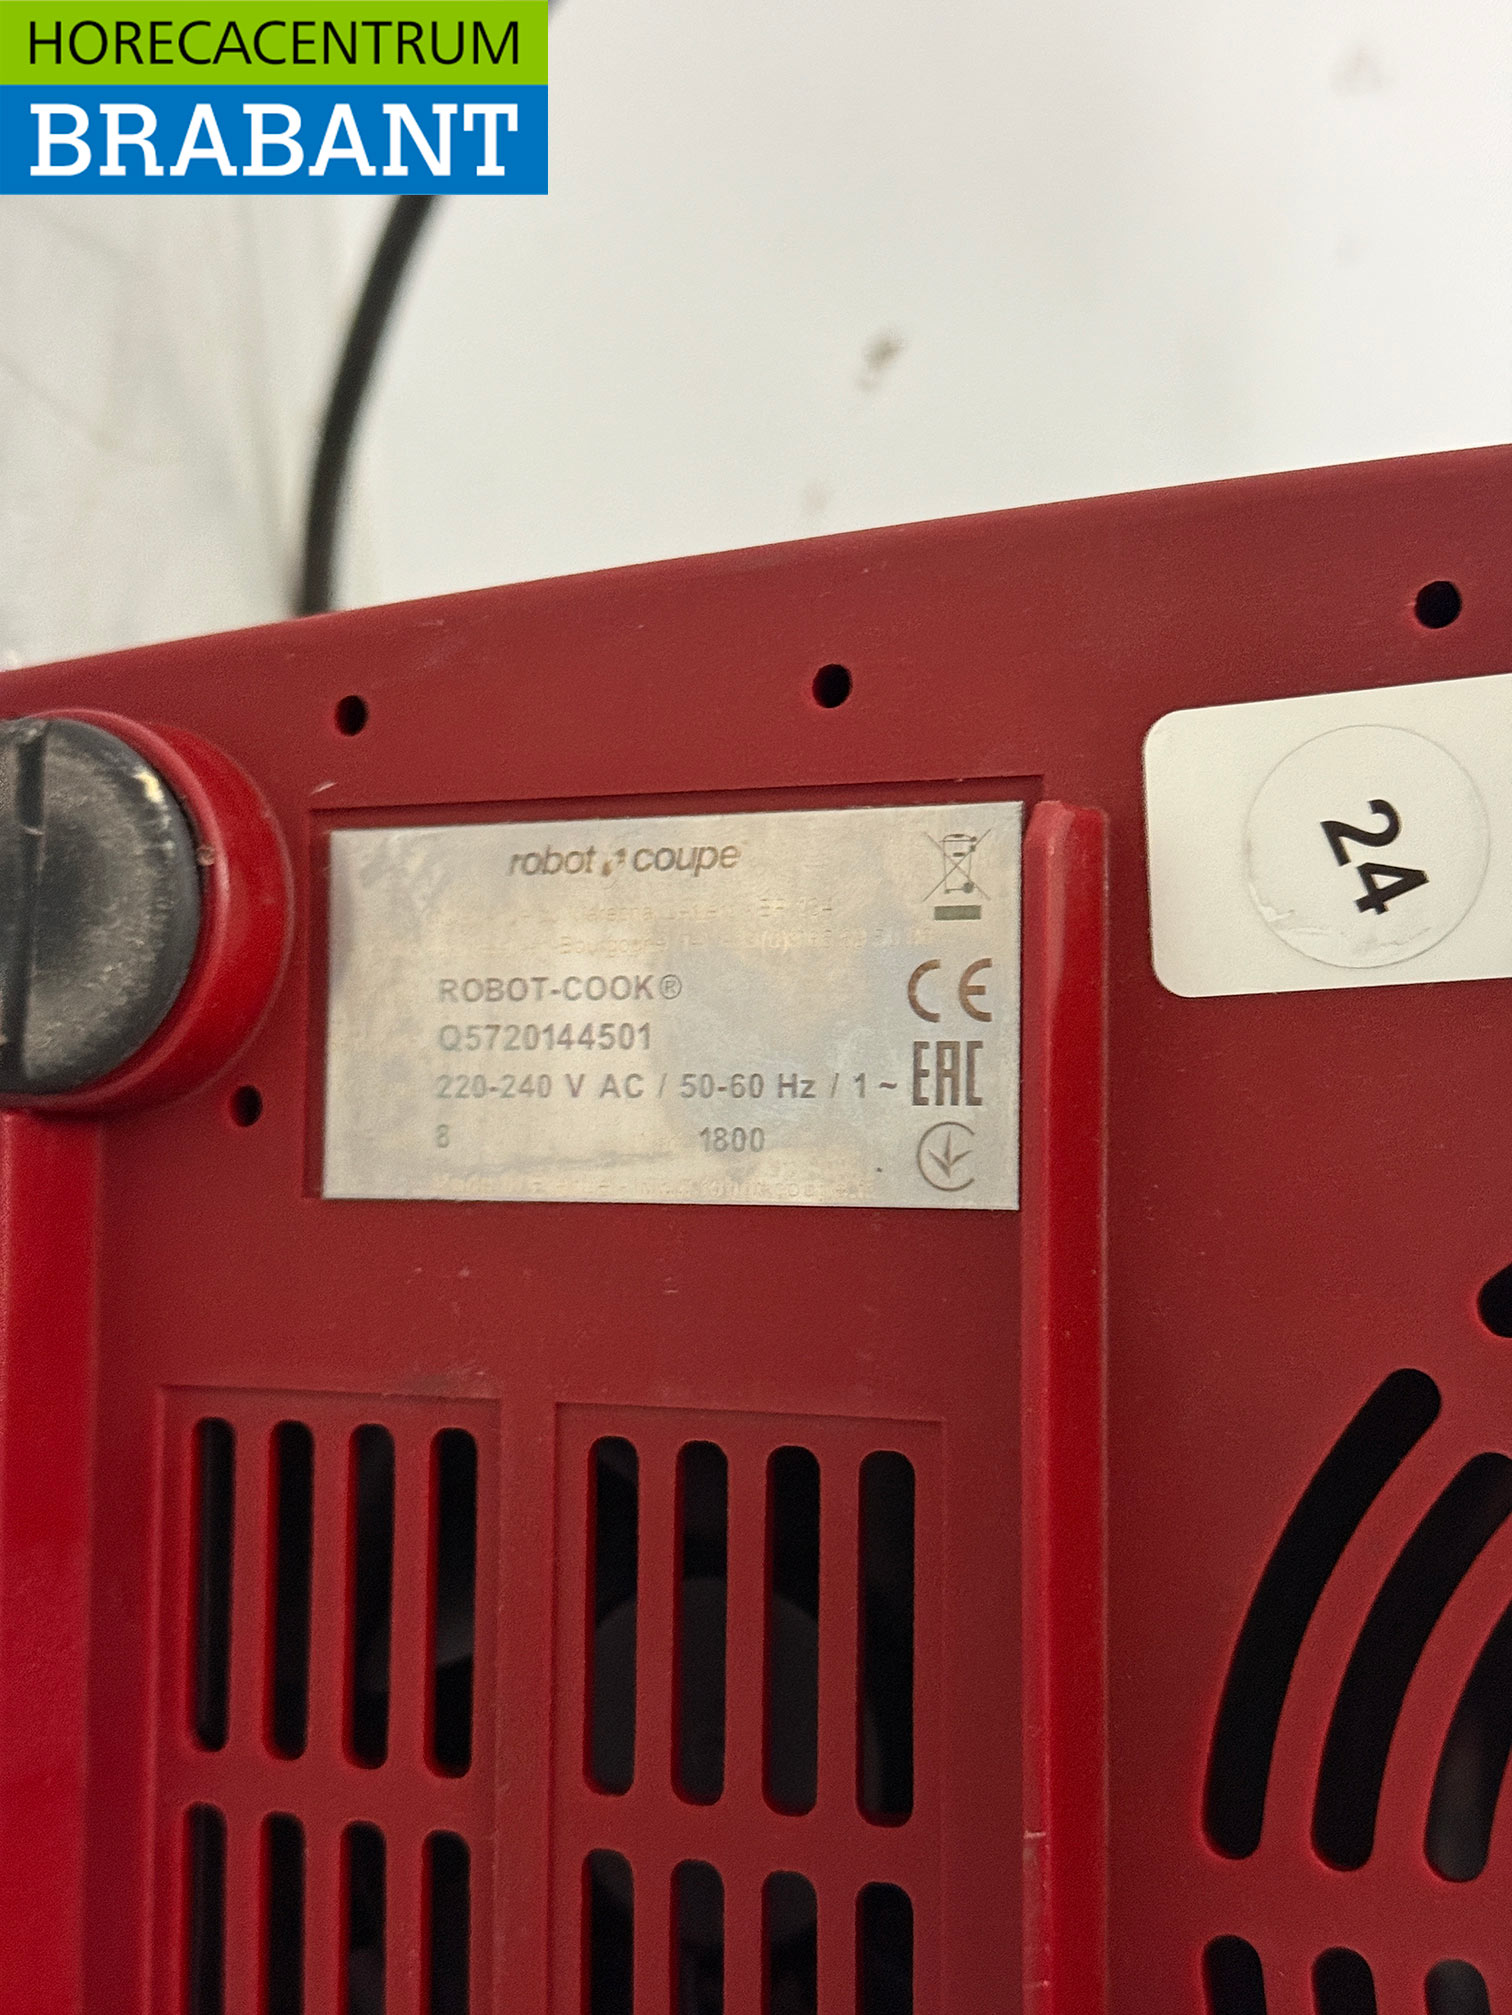 HORECACENTRUM
BRABANT
robot coupe
ROBOT-COOK®
Q5720144501
220-240 V AC / 50-60 Hz / 1 ~
8 1800
CE
EAC
24